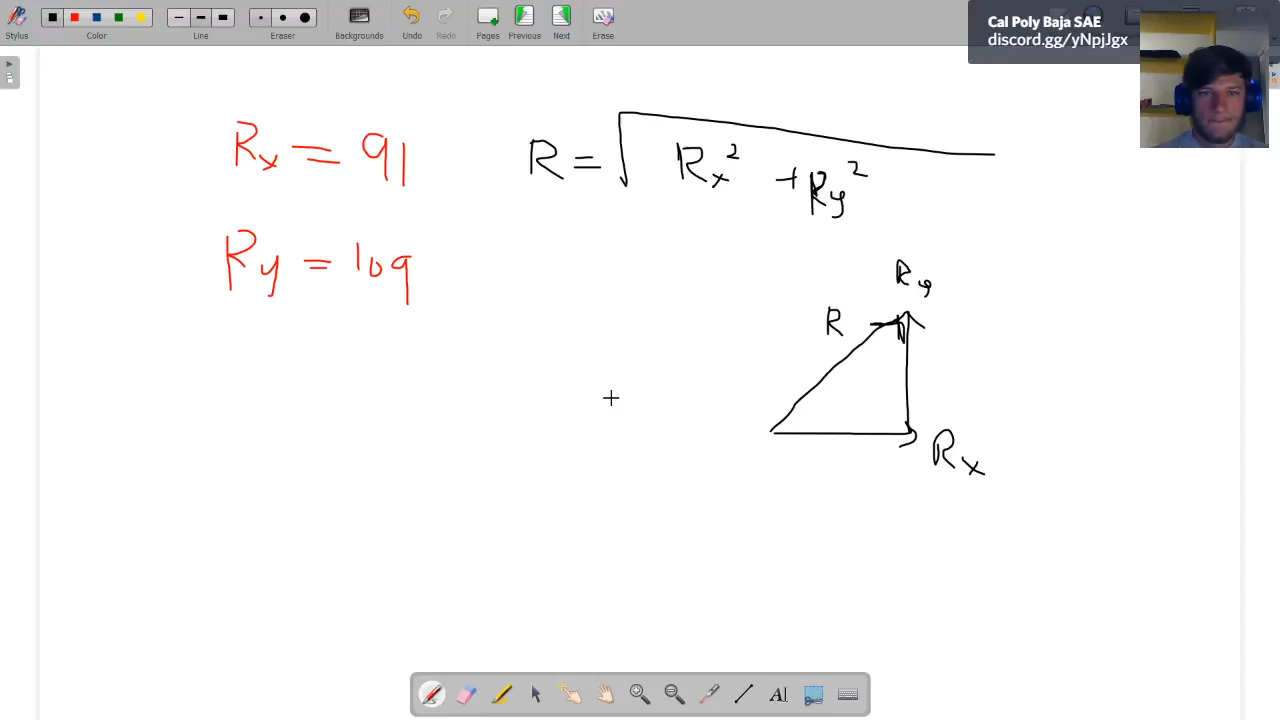 Stylus Color Line Eraser Backgrounds Undo Redo Pages Previous Next Erase
Cal Poly Baja SAE
discord.gg/yNpjJgx
Rx = 91
R = √ Rx² + Ry²
Ry = 109
Ry
R
Rx